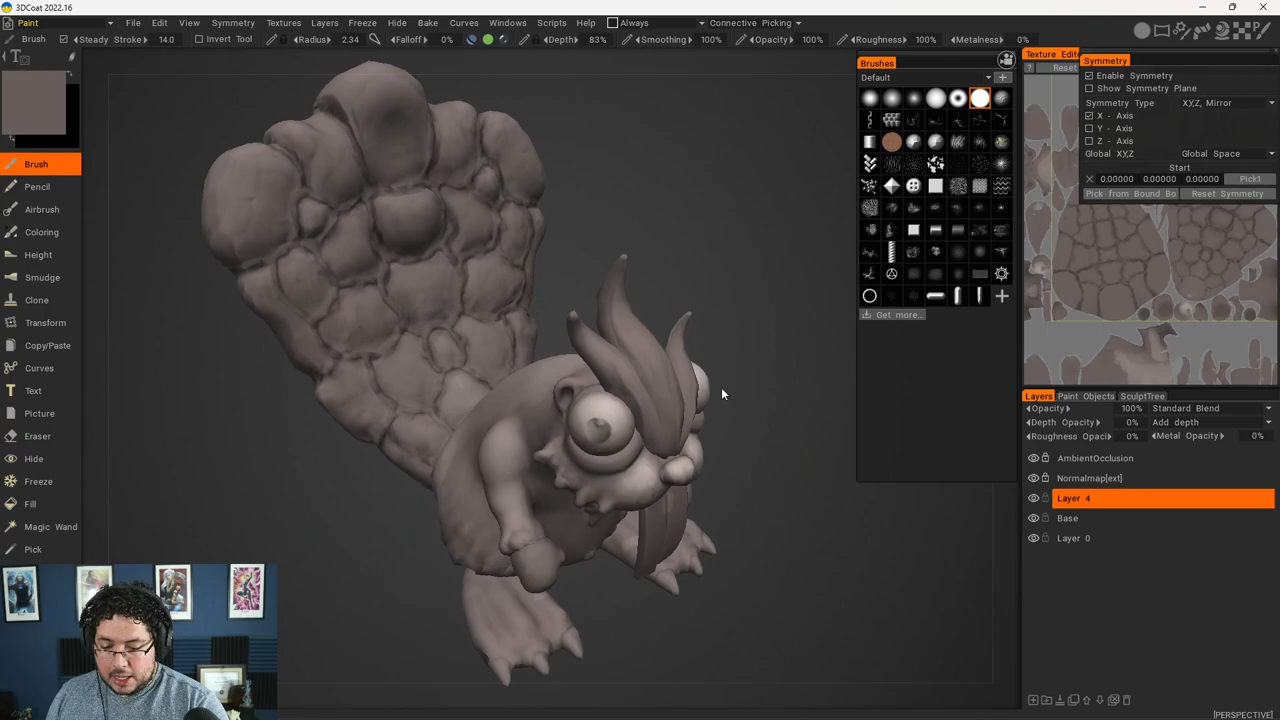 3DCoat 2022.16
Paint File Edit View Symmetry Textures Layers Freeze Hide Bake Curves Windows Scripts Help Always Connective Picking
Brush Steady Stroke 14.0 Invert Tool Radius 2.34 Falloff 0% Depth 83% Smoothing 100% Opacity 100% Roughness 100% Metalness 0%
Brush
Pencil
Airbrush
Coloring
Height
Smudge
Clone
Transform
Copy/Paste
Curves
Text
Picture
Eraser
Hide
Freeze
Fill
Magic Wand
Pick
Brushes
Default
Get more...
Texture Edit
? Reset
Symmetry
Enable Symmetry
Show Symmetry Plane
Symmetry Type X,Y,Z, Mirror
X - Axis
Y - Axis
Z - Axis
Global X,Y,Z Global Space
Start
0.00000 0.00000 0.00000 Pick1
Pick from Bound Bo Reset Symmetry
Layers Paint Objects SculptTree
Opacity 100% Standard Blend
Depth Opacity 0% Add depth
Roughness Opaci 0% Metal Opacity 0%
AmbientOcclusion
Normalmap[ext]
Layer 4
Base
Layer 0
[PERSPECTIVE]